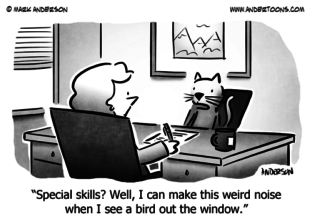 © MARK ANDERSON
WWW.ANDERTOONS.COM
ANDERSON
"Special skills? Well, I can make this weird noise
when I see a bird out the window."